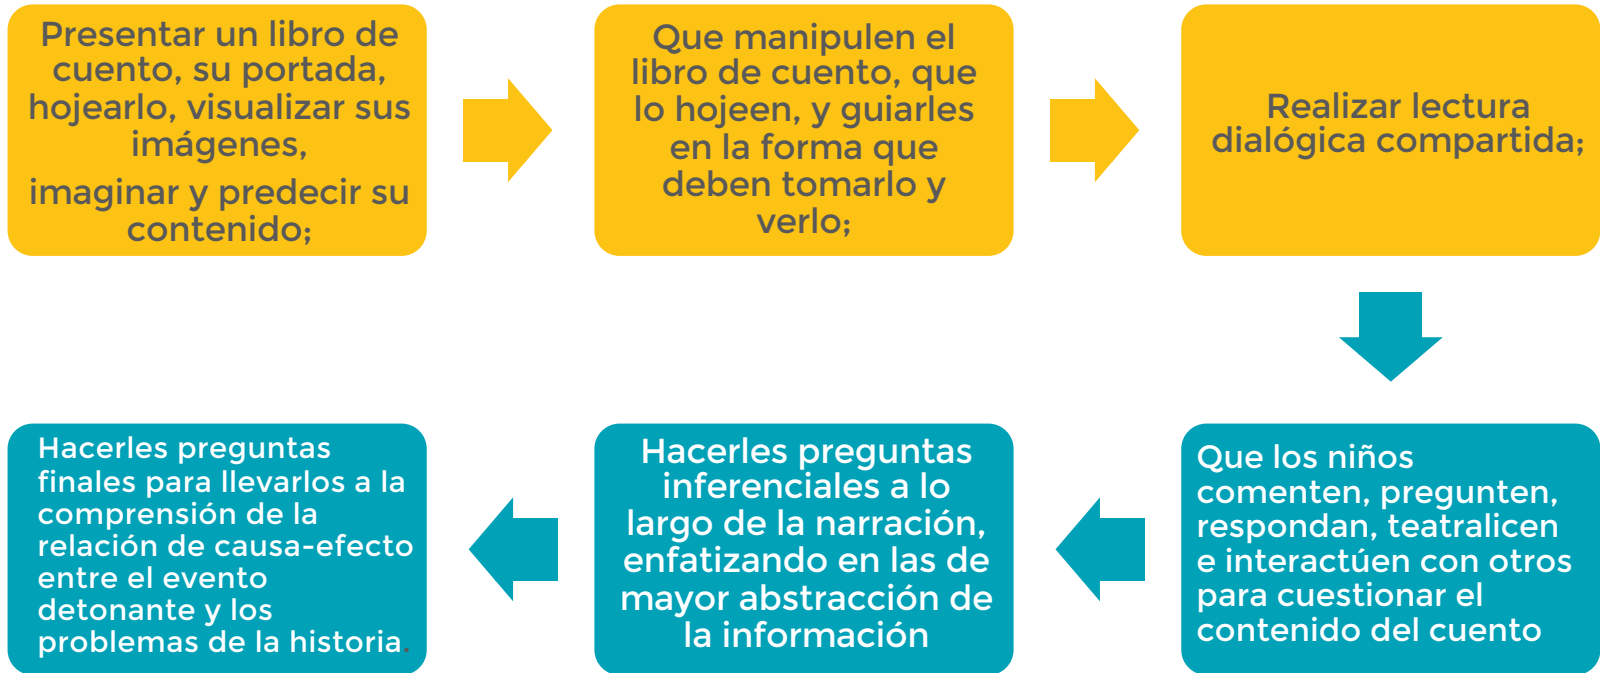 Presentar un libro de
cuento, su portada,
hojearlo, visualizar sus
imágenes,
imaginar y predecir su
contenido;
Que manipulen el
libro de cuento, que
lo hojeen, y guiarles
en la forma que
deben tomarlo y
verlo;
Realizar lectura
dialógica compartida;
Que los niños
comenten, pregunten,
respondan, teatralicen
e interactúen con otros
para cuestionar el
contenido del cuento
Hacerles preguntas
inferenciales a lo
largo de la narración,
enfatizando en las de
mayor abstracción de
la información
Hacerles preguntas
finales para llevarlos a la
comprensión de la
relación de causa-efecto
entre el evento
detonante y los
problemas de la historia.